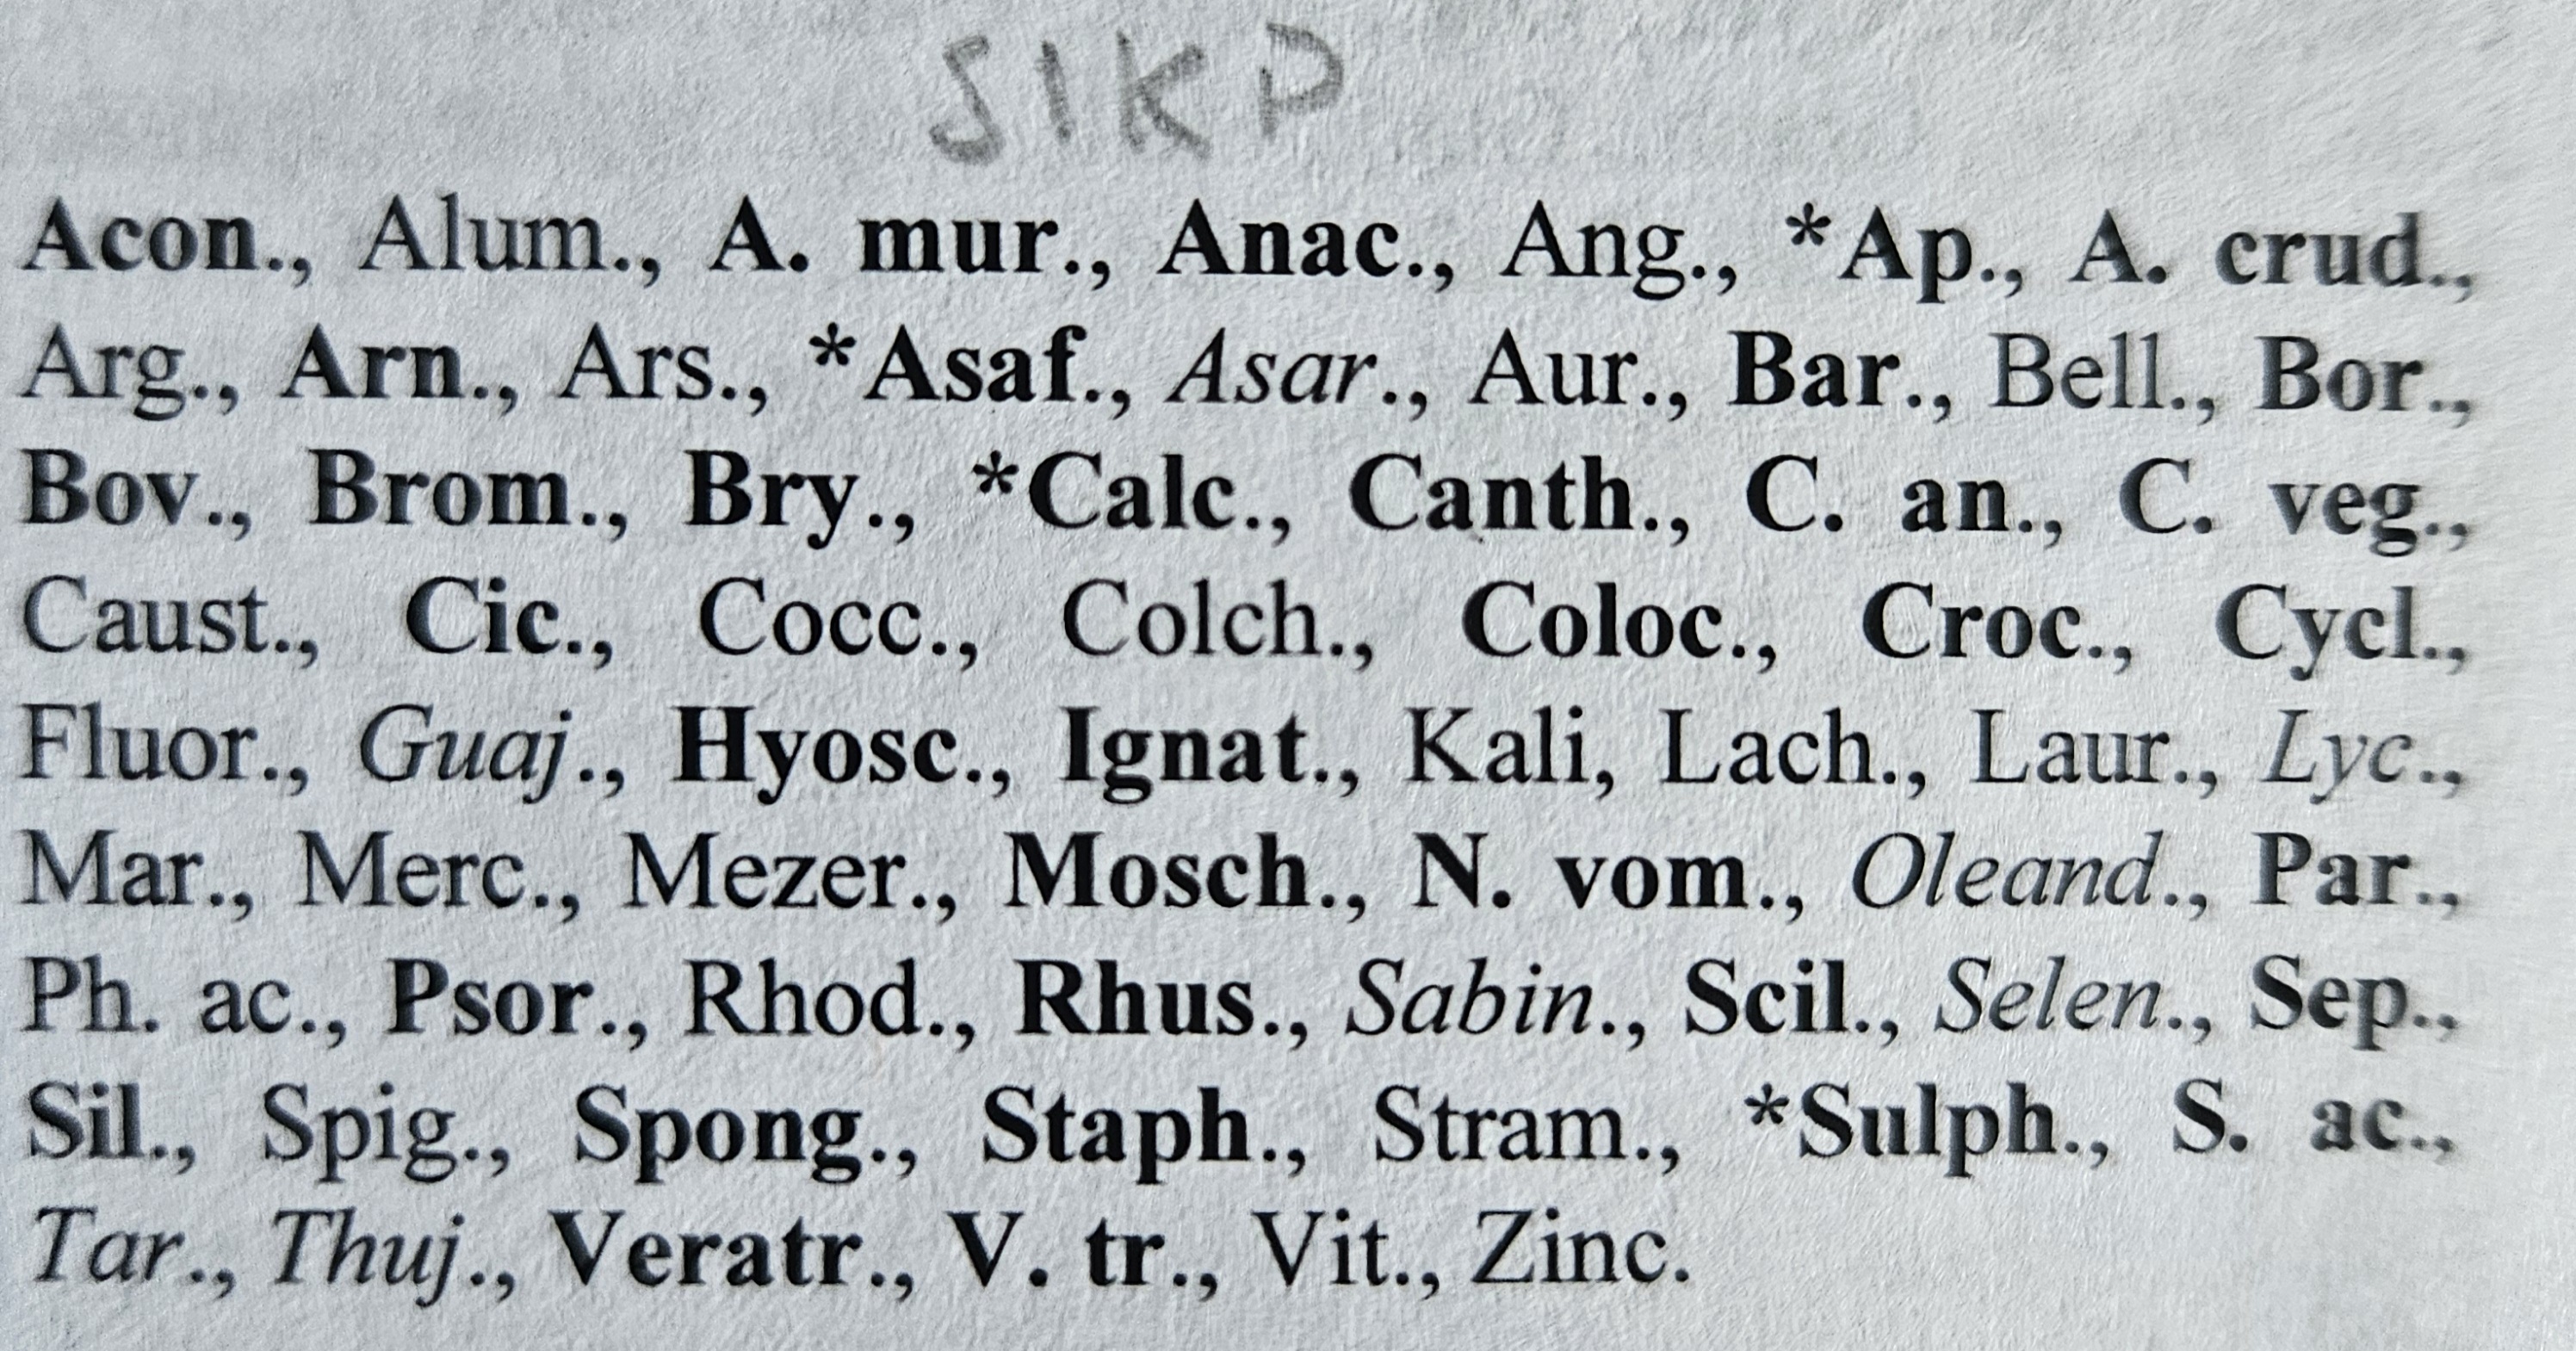 SIKP
Acon., Alum., A. mur., Anac., Ang., *Ap., A. crud.,
Arg., Arn., Ars., *Asaf., Asar., Aur., Bar., Bell., Bor.,
Bov., Brom., Bry., *Calc., Canth., C. an., C. veg.,
Caust., Cic., Cocc., Colch., Coloc., Croc., Cycl.,
Fluor., Guaj., Hyosc., Ignat., Kali, Lach., Laur., Lyc.,
Mar., Merc., Mezer., Mosch., N. vom., Oleand., Par.,
Ph. ac., Psor., Rhod., Rhus., Sabin., Scil., Selen., Sep.,
Sil., Spig., Spong., Staph., Stram., *Sulph., S. ac.,
Tar., Thuj., Veratr., V. tr., Vit., Zinc.